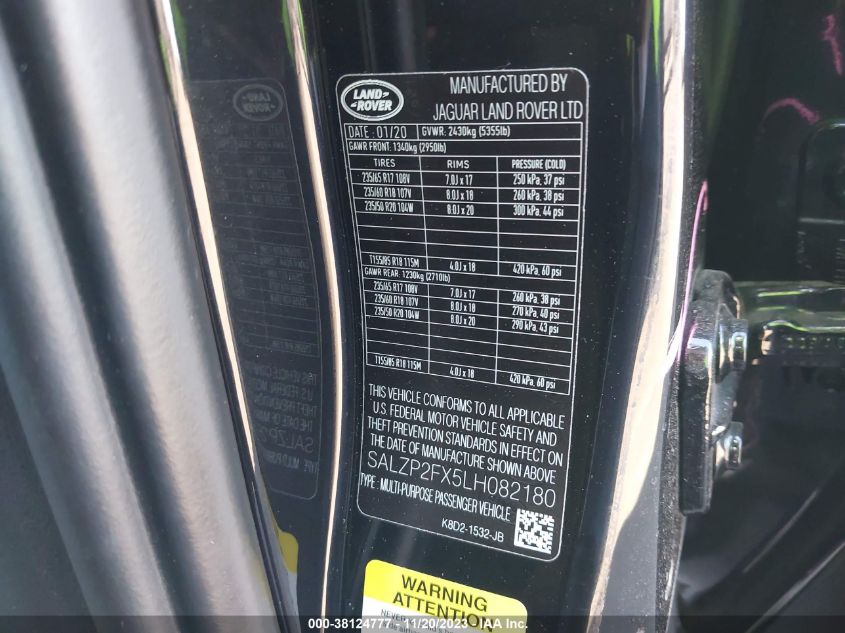 LAND ROVER
MANUFACTURED BY
JAGUAR LAND ROVER LTD
DATE : 01/20 GVWR: 2430kg (5355lb)
GAWR FRONT: 1340kg (2950lb)
TIRES RIMS PRESSURE (COLD)
235/65 R17 108V 7.0J x 17 250 kPa, 37 psi
235/60 R18 107V 8.0J x 18 260 kPa, 38 psi
235/50 R20 104W 8.0J x 20 300 kPa, 44 psi
T155/85 R18 115M 4.0J x 18 420 kPa, 60 psi
GAWR REAR: 1230kg (2710lb)
235/65 R17 108V 7.0J x 17 260 kPa, 38 psi
235/60 R18 107V 8.0J x 18 270 kPa, 40 psi
235/50 R20 104W 8.0J x 20 290 kPa, 43 psi
T155/85 R18 115M 4.0J x 18 420 kPa, 60 psi
THIS VEHICLE CONFORMS TO ALL APPLICABLE
U.S. FEDERAL MOTOR VEHICLE SAFETY AND
THEFT PREVENTION STANDARDS IN EFFECT ON
THE DATE OF MANUFACTURE SHOWN ABOVE
SALZP2FX5LH082180
TYPE : MULTI-PURPOSE PASSENGER VEHICLE
K8D2-1532-JB
WARNING
ATTENTION
000-38124777 - 11/20/2023 - IAA Inc.